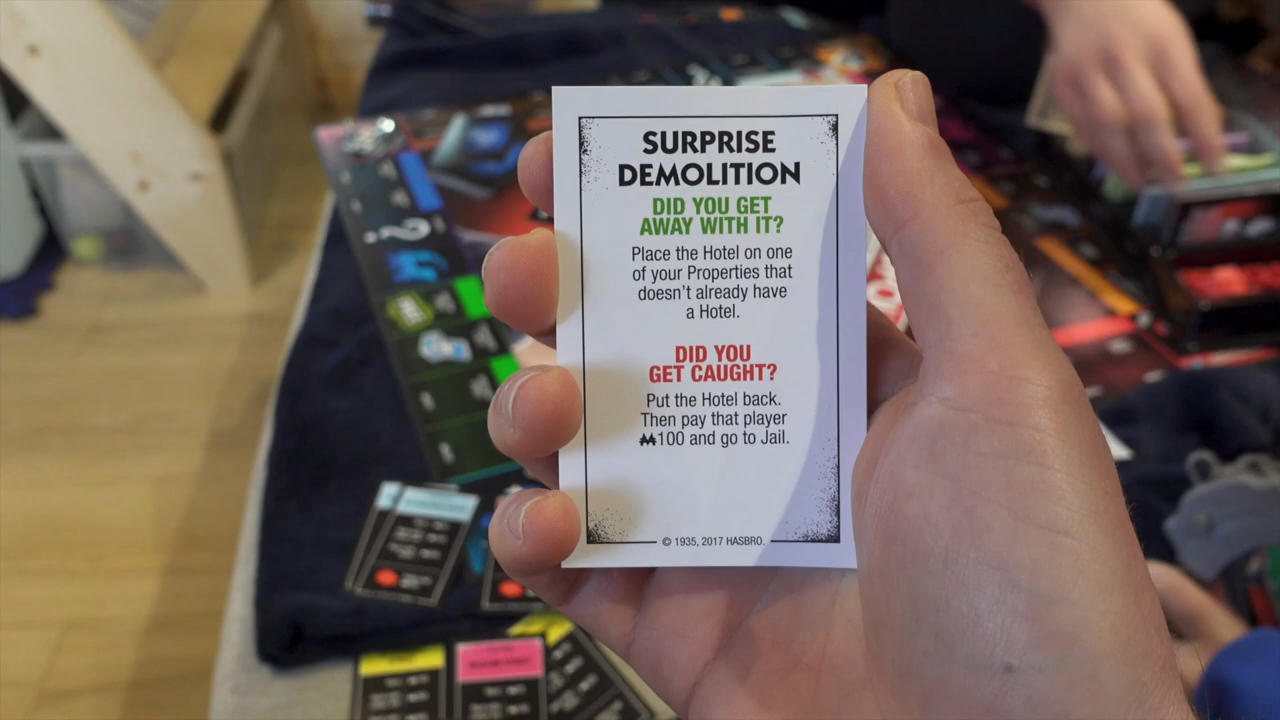 SURPRISE
DEMOLITION
DID YOU GET
AWAY WITH IT?
Place the Hotel on one
of your Properties that
doesn't already have
a Hotel.
DID YOU
GET CAUGHT?
Put the Hotel back.
Then pay that player
₩100 and go to Jail.
© 1935, 2017 HASBRO.